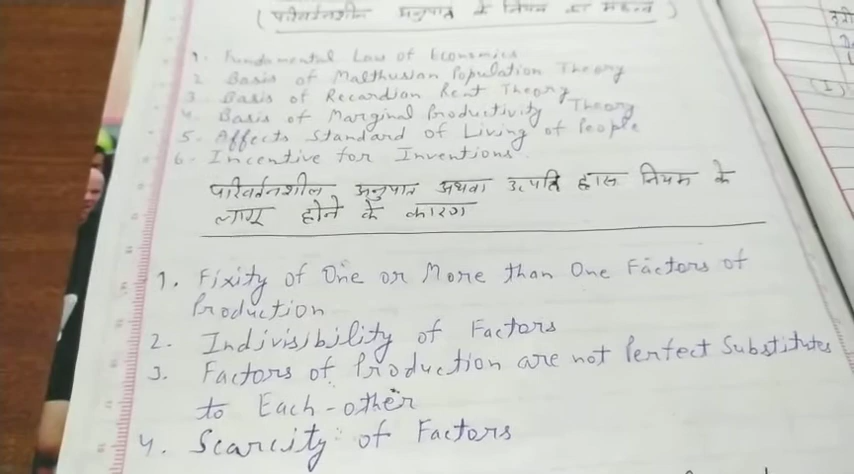 (परिवर्तनशील अनुपात के नियम का महत्व)
1. Fundamental Law of Economics
2 Basis of Malthusian Population Theory
3 Basis of Recardian Rent Theory
4. Basis of Marginal Productivity Theory
5. Affects Standard of Living of People
6. Incentive for Inventions
परिवर्तनशील अनुपात अथवा उत्पत्ति ह्रास नियम के
लागू होने के कारण
1. Fixity of One or More than One Factors of
Production
2. Indivisibility of Factors
3. Factors of Production are not Perfect Substitutes
to Each-other
4. Scarcity of Factors